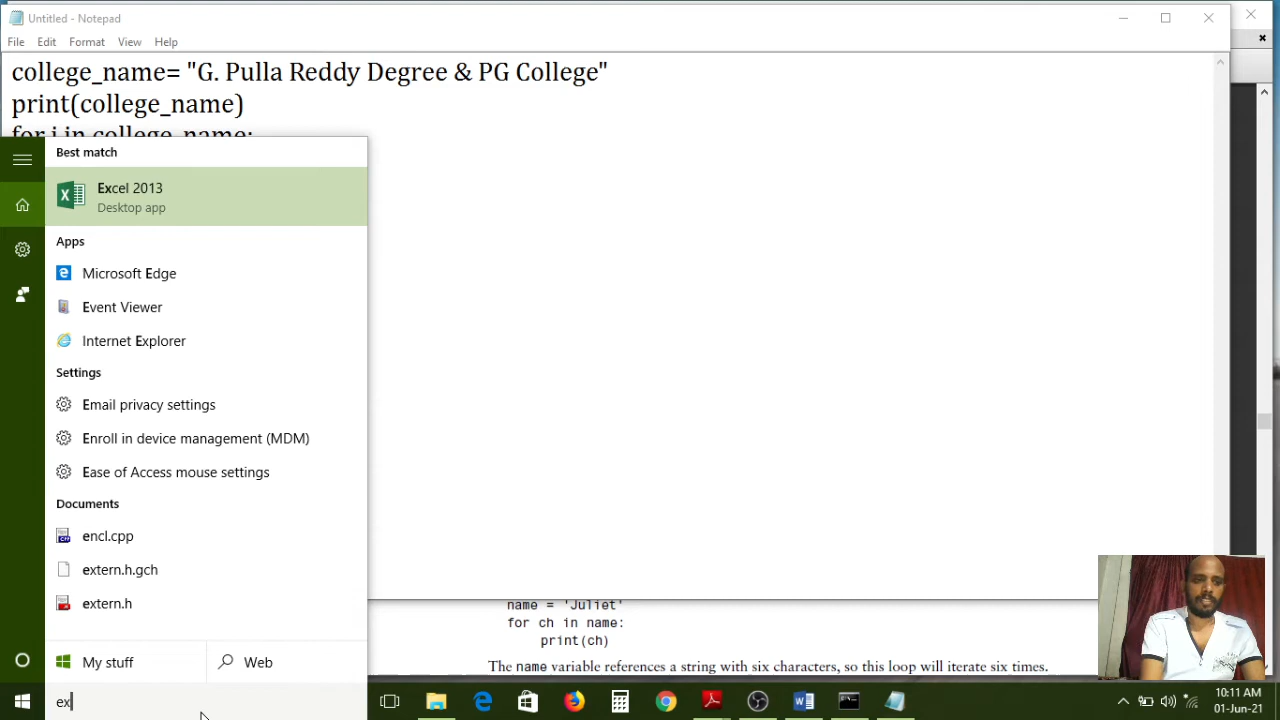 Untitled - Notepad
File Edit Format View Help
college_name= "G. Pulla Reddy Degree & PG College"
print(college_name)
for i in college_name:
Best match
Excel 2013
Desktop app
Apps
Microsoft Edge
Event Viewer
Internet Explorer
Settings
Email privacy settings
Enroll in device management (MDM)
Ease of Access mouse settings
Documents
encl.cpp
extern.h.gch
extern.h
My stuff Web
ex
name = 'Juliet'
for ch in name:
print(ch)
The name variable references a string with six characters, so this loop will iterate six times.
10:11 AM
01-Jun-21